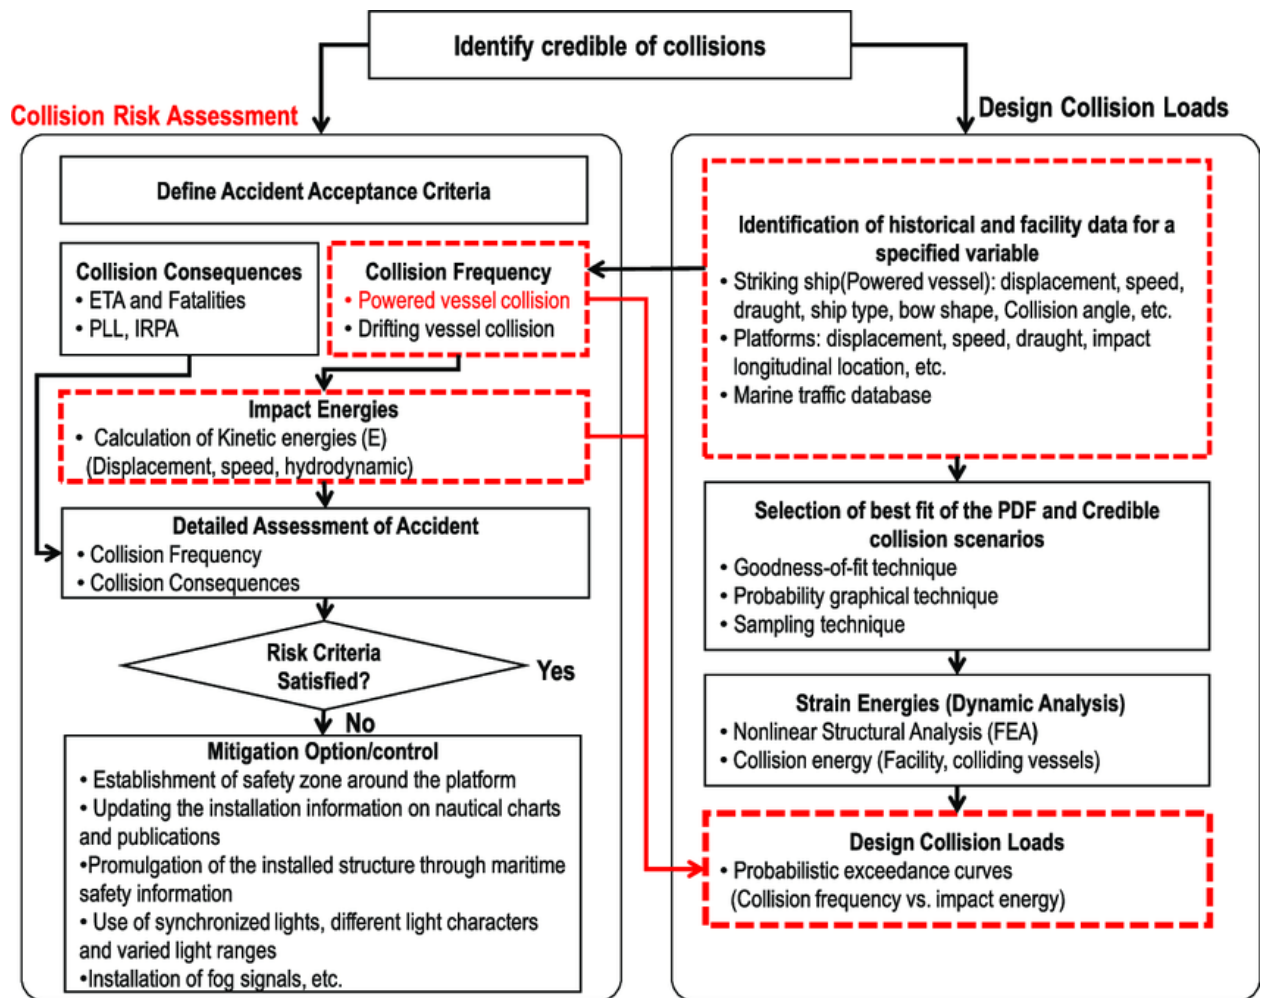 Identify credible of collisions
Collision Risk Assessment
Design Collision Loads
Define Accident Acceptance Criteria
Collision Consequences
• ETA and Fatalities
• PLL, IRPA
Collision Frequency
• Powered vessel collision
• Drifting vessel collision
Impact Energies
• Calculation of Kinetic energies (E)
(Displacement, speed, hydrodynamic)
Detailed Assessment of Accident
• Collision Frequency
• Collision Consequences
Risk Criteria
Satisfied?
Yes
No
Mitigation Option/control
• Establishment of safety zone around the platform
• Updating the installation information on nautical charts
and publications
•Promulgation of the installed structure through maritime
safety information
• Use of synchronized lights, different light characters
and varied light ranges
•Installation of fog signals, etc.
Identification of historical and facility data for a
specified variable
• Striking ship(Powered vessel): displacement, speed,
draught, ship type, bow shape, Collision angle, etc.
• Platforms: displacement, speed, draught, impact
longitudinal location, etc.
• Marine traffic database
Selection of best fit of the PDF and Credible
collision scenarios
• Goodness-of-fit technique
• Probability graphical technique
• Sampling technique
Strain Energies (Dynamic Analysis)
• Nonlinear Structural Analysis (FEA)
• Collision energy (Facility, colliding vessels)
Design Collision Loads
• Probabilistic exceedance curves
(Collision frequency vs. impact energy)